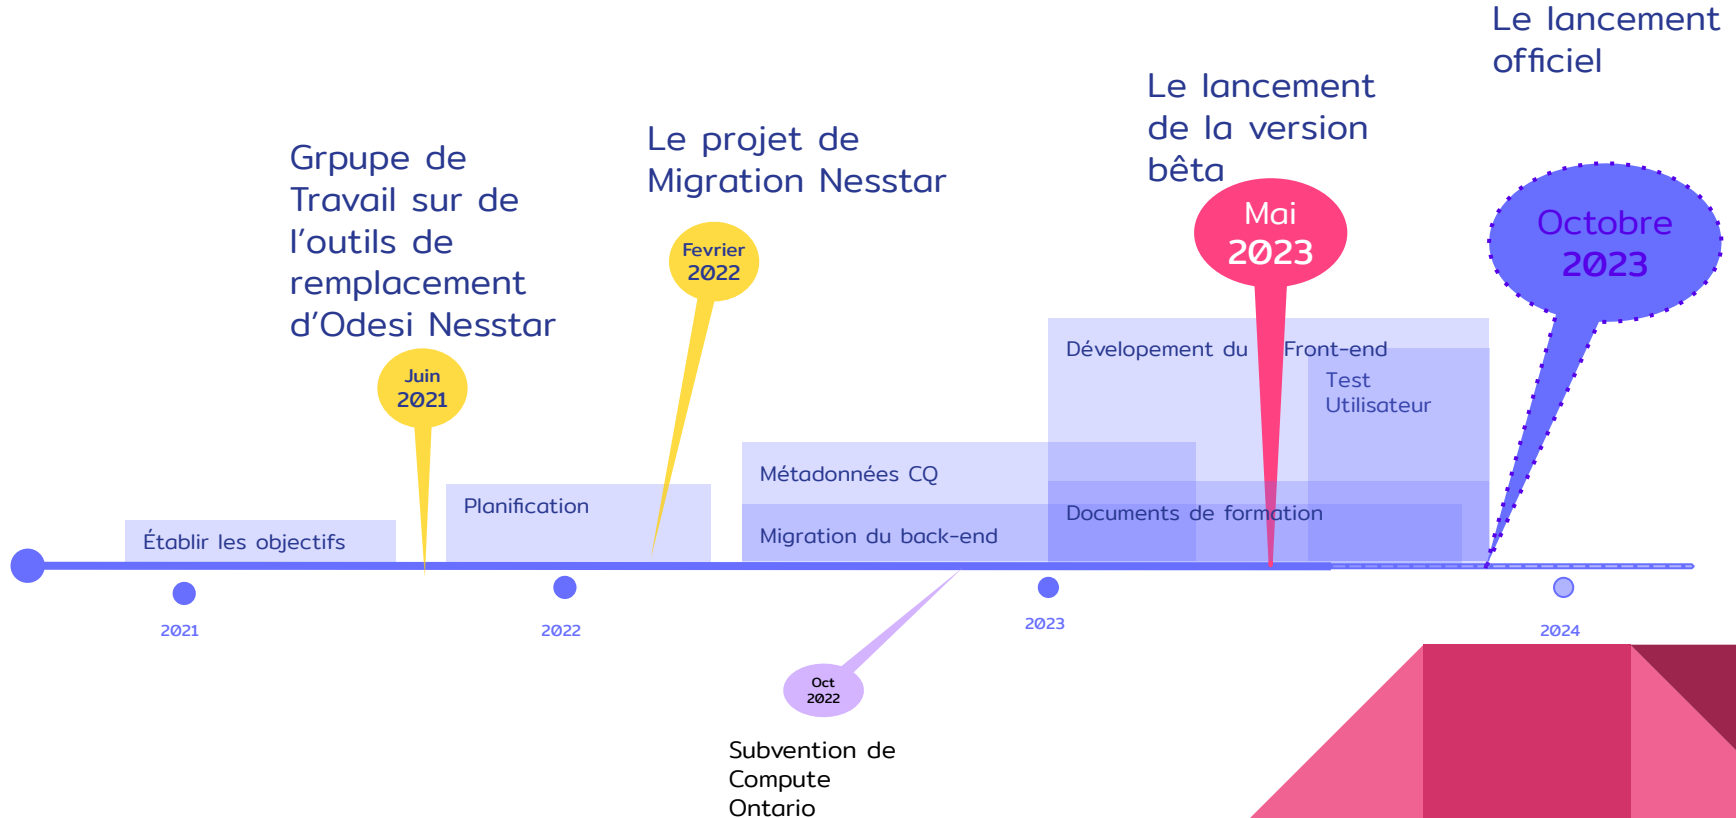 Le lancement
officiel
Le lancement
de la version
bêta
Le projet de
Migration Nesstar
Grpupe de
Travail sur de
l'outils de
remplacement
d'Odesi Nesstar
Mai
2023
Octobre
2023
Fevrier
2022
Juin
2021
Dévelopement du Front-end
Test
Utilisateur
Métadonnées CQ
Planification
Documents de formation
Migration du back-end
Établir les objectifs
2021
2022
2023
2024
Oct
2022
Subvention de
Compute
Ontario